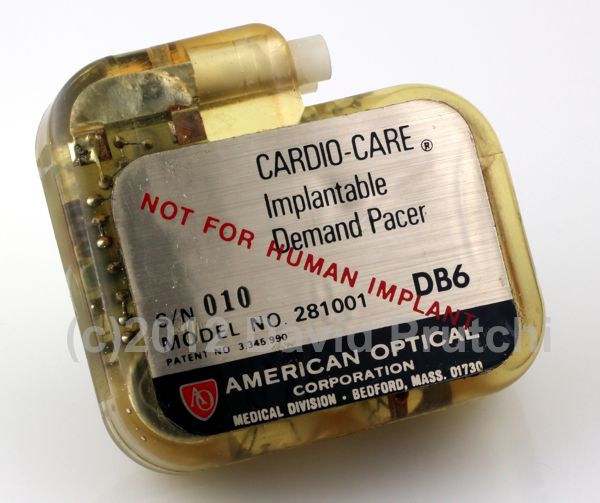 CARDIO-CARE ®
Implantable
Demand Pacer
NOT FOR HUMAN IMPLANT
DB6
S/N 010
MODEL NO. 281001
PATENT NO 3,345,990
(c)2012 David Prutchi
AO
AMERICAN OPTICAL
CORPORATION
MEDICAL DIVISION • BEDFORD, MASS. 01730